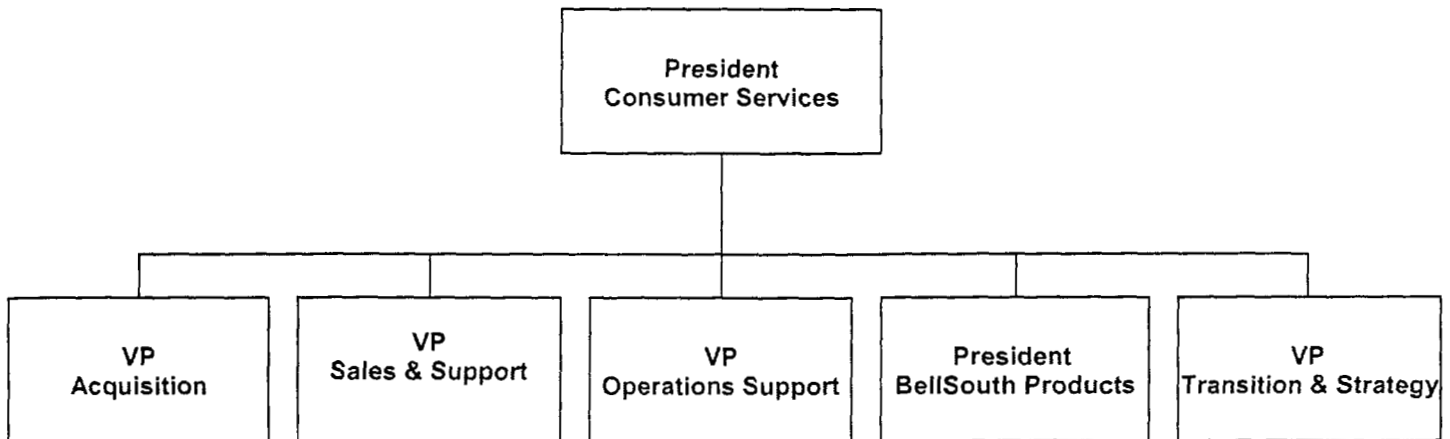 President
Consumer Services
VP
Acquisition
VP
Sales & Support
VP
Operations Support
President
BellSouth Products
VP
Transition & Strategy